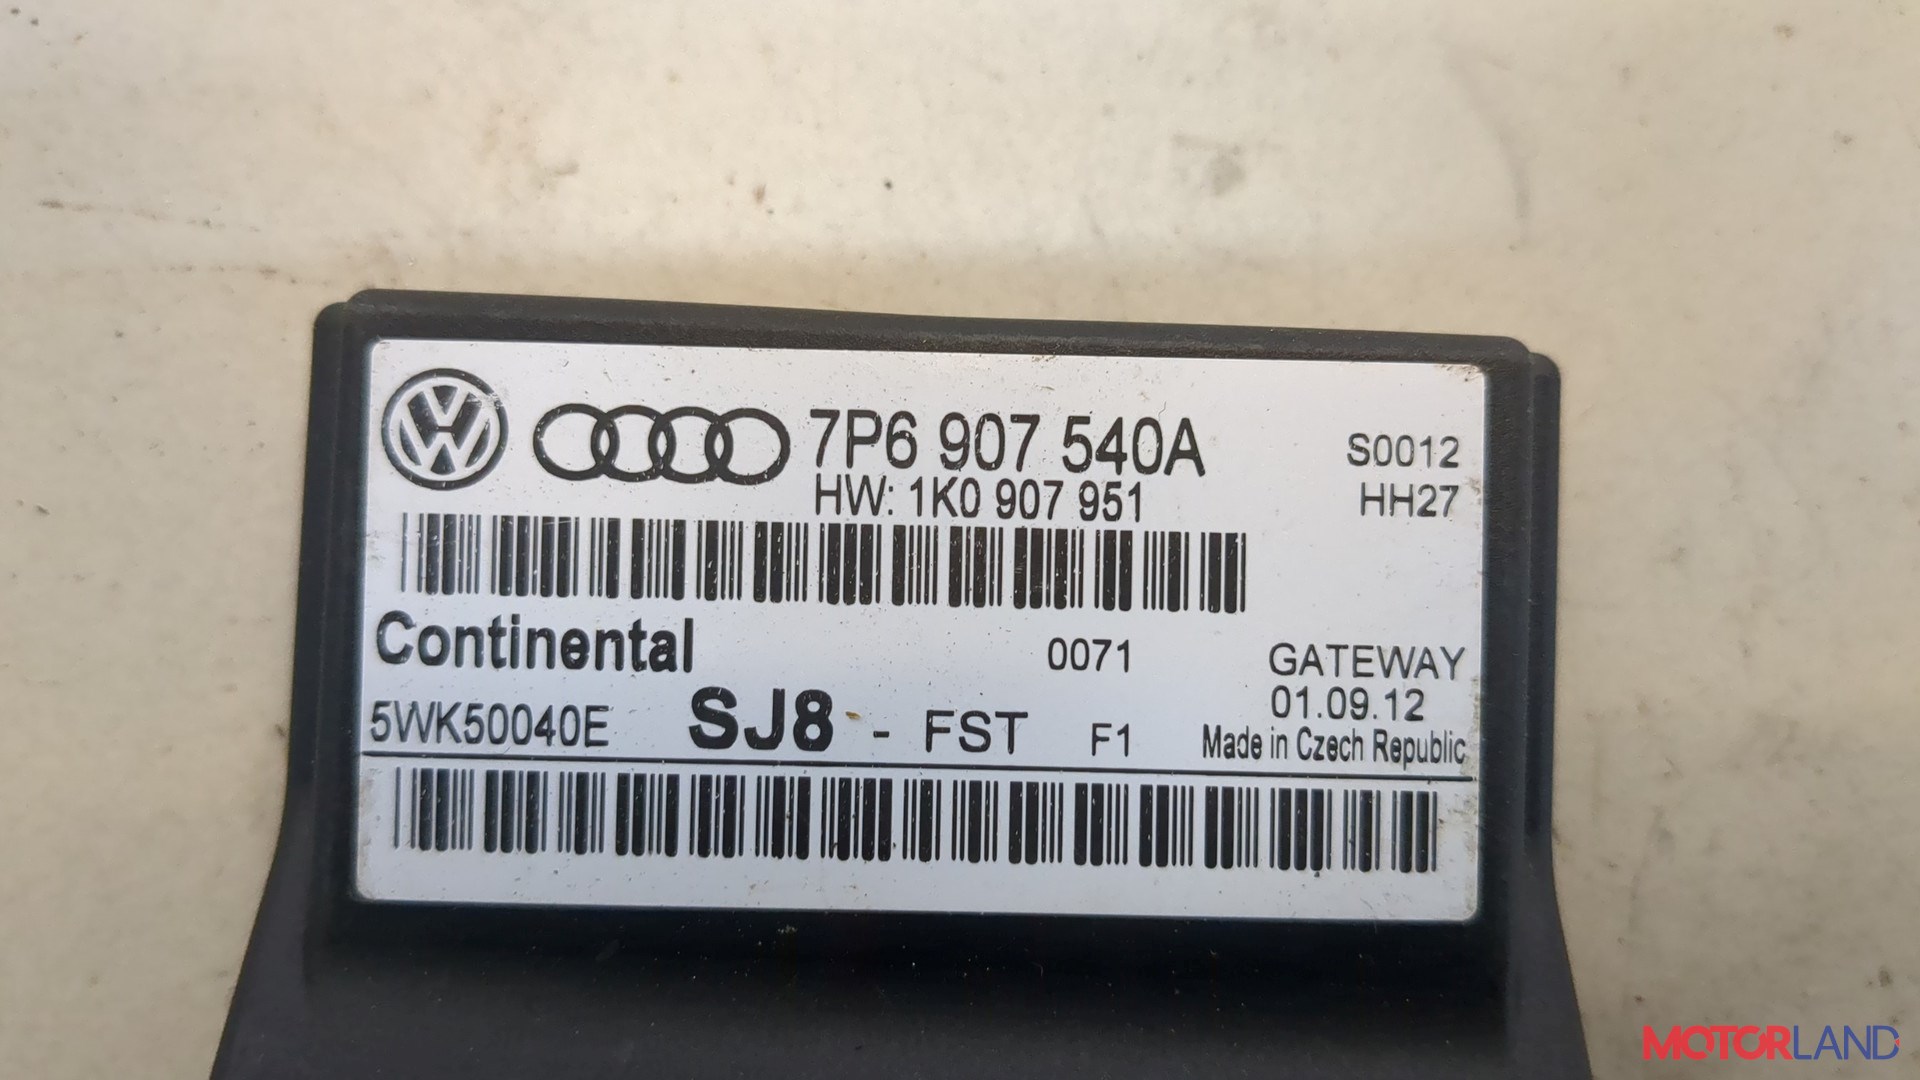 7P6 907 540A S0012
HW: 1K0 907 951 HH27
Continental 0071 GATEWAY
01.09.12
5WK50040E SJ8 - FST F1 Made in Czech Republic
MOTORLAND